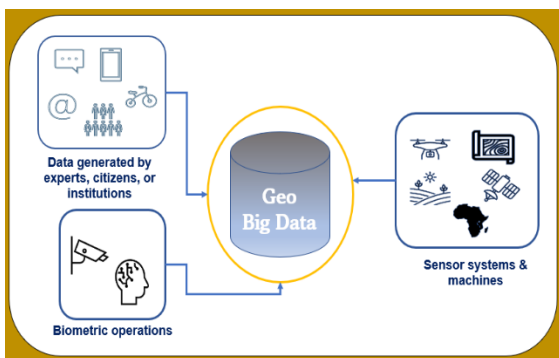 @
Data generated by
experts, citizens, or
institutions
Geo
Big Data
Biometric operations
Sensor systems &
machines